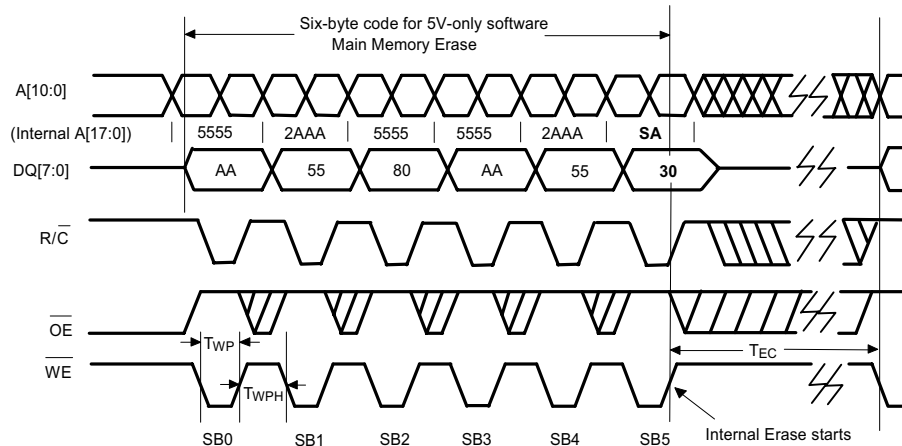 Six-byte code for 5V-only software
Main Memory Erase
A[10:0]
(Internal A[17:0]) 5555 2AAA 5555 5555 2AAA SA
DQ[7:0] AA 55 80 AA 55 30
R/C̅
O̅E̅
TWP
TEC
W̅E̅
TWPH
Internal Erase starts
SB0 SB1 SB2 SB3 SB4 SB5